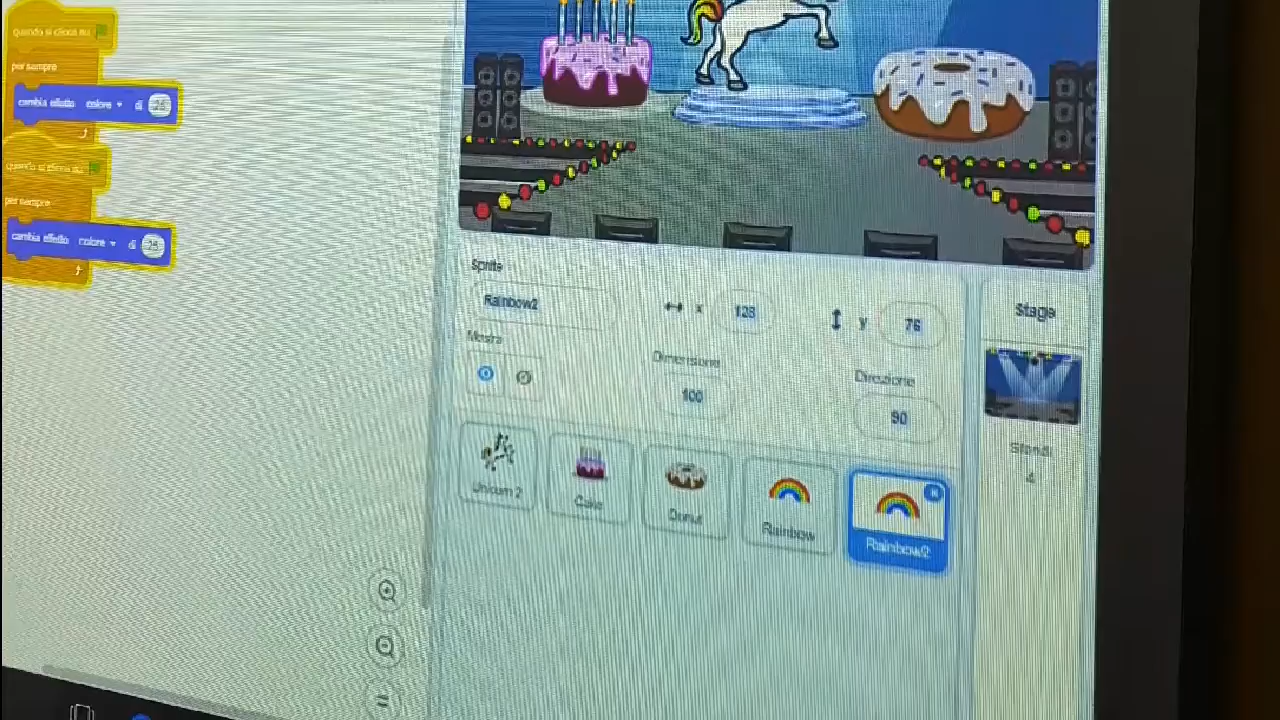 quando si clicca su
per sempre
cambia effetto colore di 25
quando si clicca su
per sempre
cambia effetto colore di 25
Sprite
Rainbow2
x 128
y 76
Mostra
Dimensione
100
Direzione
90
Stage
Sfondi
4
Unicorn 2
Cake
Donut
Rainbow
Rainbow2